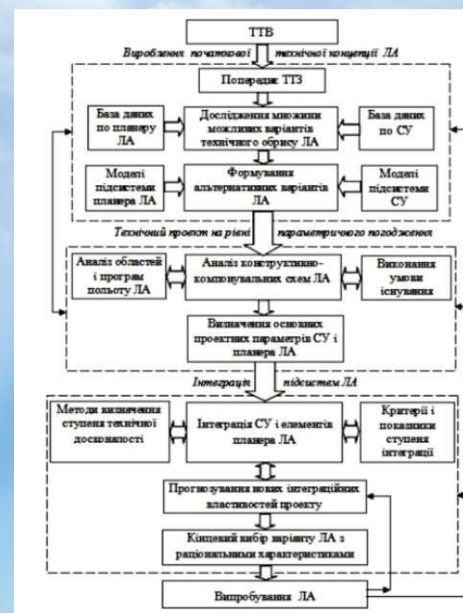 ТТВ
Вироблення початкової технічної концепції ЛА
Попереднє ТТЗ
База даних
по планеру
ЛА
Дослідження множини
можливих варіантів
технічного обрису ЛА
База даних
по СУ
Моделі
підсистеми
планера ЛА
Формування
альтернативних варіантів
ЛА
Моделі
підсистеми
СУ
Технічний проект на рівні параметричного погодження
Аналіз областей
і програм
польоту ЛА
Аналіз конструктивно-
компонувальних схем ЛА
Виконання
умови
існування
Визначення основних
проектних параметрів СУ і
планера ЛА
Інтеграція підсистем ЛА
Методи визначення
ступеня технічної
досконалості
Інтеграція СУ і елементів
планера ЛА
Критерії і
показники
ступеня
інтеграції
Прогнозування нових інтеграційних
властивостей проекту
Кінцевий вибір варіанту ЛА з
раціональними характеристиками
Випробування ЛА